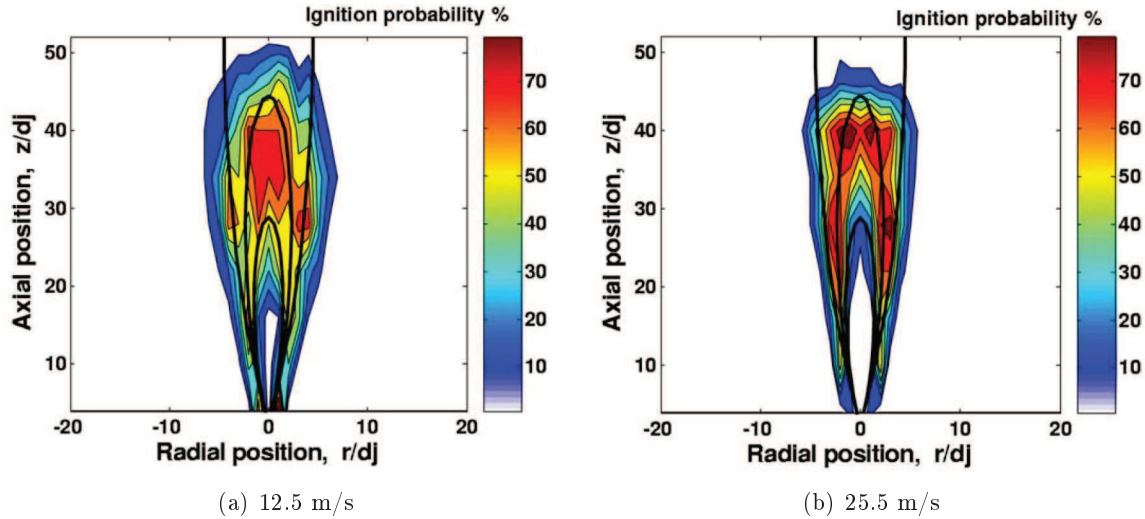 Ignition probability %
50
40
30
20
10
-20 -10 0 10 20
70
60
50
40
30
20
10
Axial position, z/dj
Radial position, r/dj
(a) 12.5 m/s
Ignition probability %
50
40
30
20
10
-20 -10 0 10 20
70
60
50
40
30
20
10
Axial position, z/dj
Radial position, r/dj
(b) 25.5 m/s